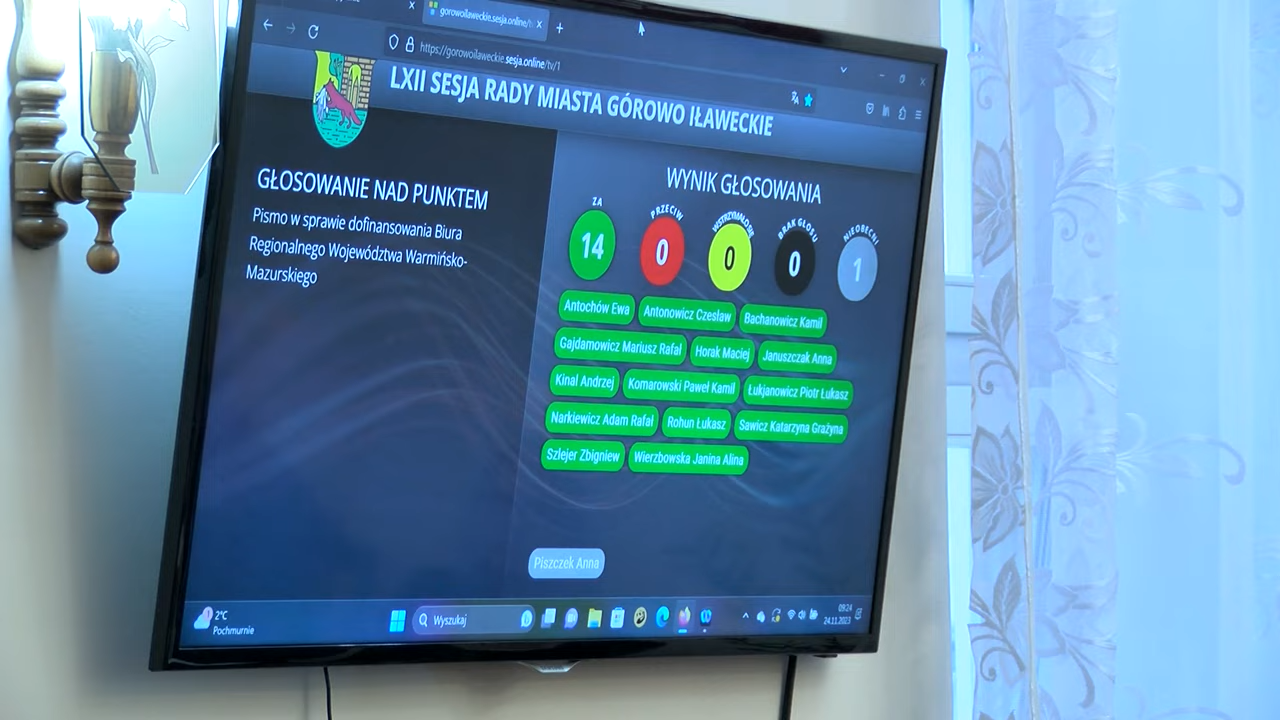 gorowoilaweckie.sesja.online/t
https://gorowoilaweckie.sesja.online/tv/1
LXII SESJA RADY MIASTA GÓROWO IŁAWECKIE
GŁOSOWANIE NAD PUNKTEM
Pismo w sprawie dofinansowania Biura
Regionalnego Województwa Warmińsko-
Mazurskiego
WYNIK GŁOSOWANIA
ZA PRZECIW WSTRZYMUJĘ BRAK GŁOSU NIEOBECNI
14 0 0 0 1
Antochów Ewa Antonowicz Czesław Bachanowicz Kamil
Gajdamowicz Mariusz Rafał Horak Maciej Januszczak Anna
Kinal Andrzej Komarowski Paweł Kamil Łukjanowicz Piotr Łukasz
Narkiewicz Adam Rafał Rohun Łukasz Sawicz Katarzyna Grażyna
Szlejer Zbigniew Wierzbowska Janina Alina
Piszczek Anna
2°C
Pochmurnie
Wyszukaj
09:24
24.11.2023